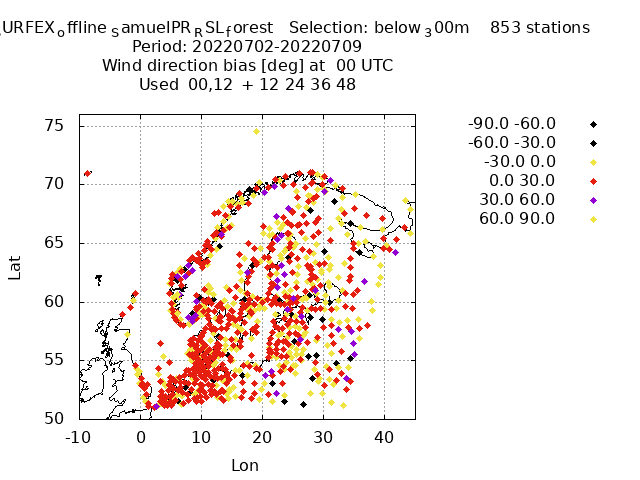 URFEX offline SamuelPR RSL forest Selection: below 300m 853 stations
Period: 20220702-20220709
Wind direction bias [deg] at 00 UTC
Used 00,12 + 12 24 36 48
-90.0 -60.0
-60.0 -30.0
-30.0 0.0
0.0 30.0
30.0 60.0
60.0 90.0
75
70
65
60
55
50
Lat
-10 0 10 20 30 40
Lon